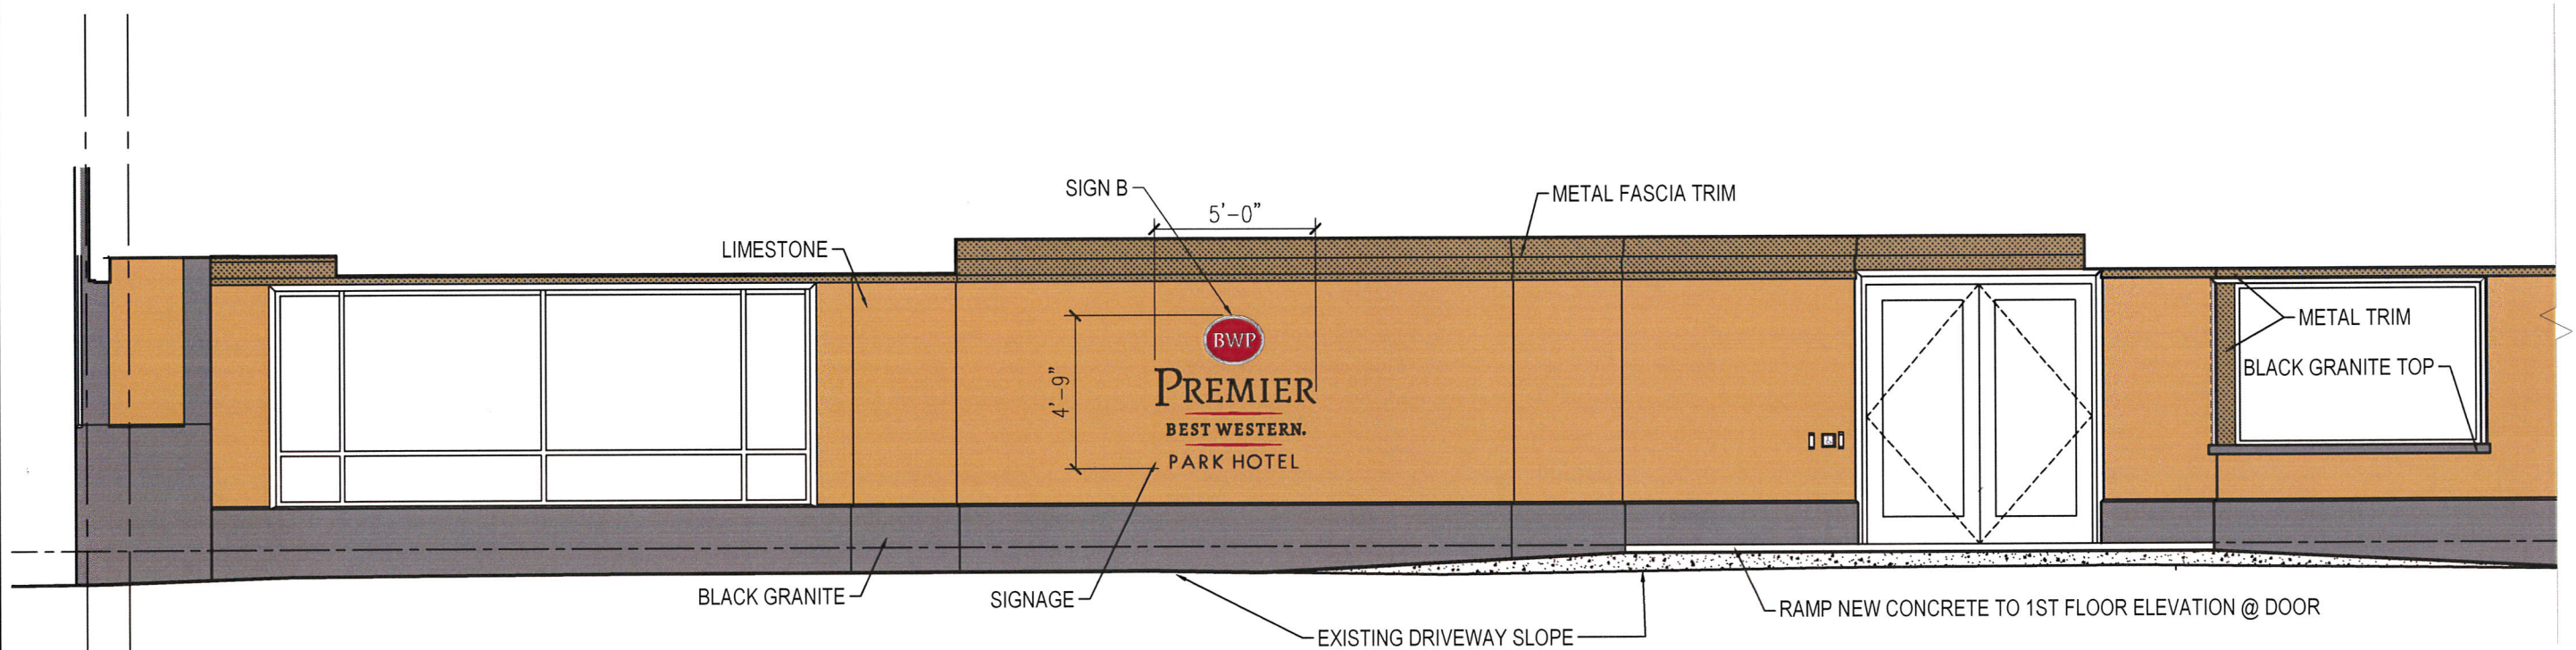 SIGN B
5'-0"
METAL FASCIA TRIM
LIMESTONE
METAL TRIM
BWP
BLACK GRANITE TOP
4'-9"
PREMIER
BEST WESTERN.
PARK HOTEL
BLACK GRANITE
SIGNAGE
RAMP NEW CONCRETE TO 1ST FLOOR ELEVATION @ DOOR
EXISTING DRIVEWAY SLOPE